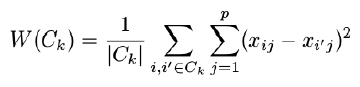 W(C_k) = \frac{1}{|C_k|} \sum_{i,i' \in C_k} \sum_{j=1}^{p} (x_{ij} - x_{i'j})^2